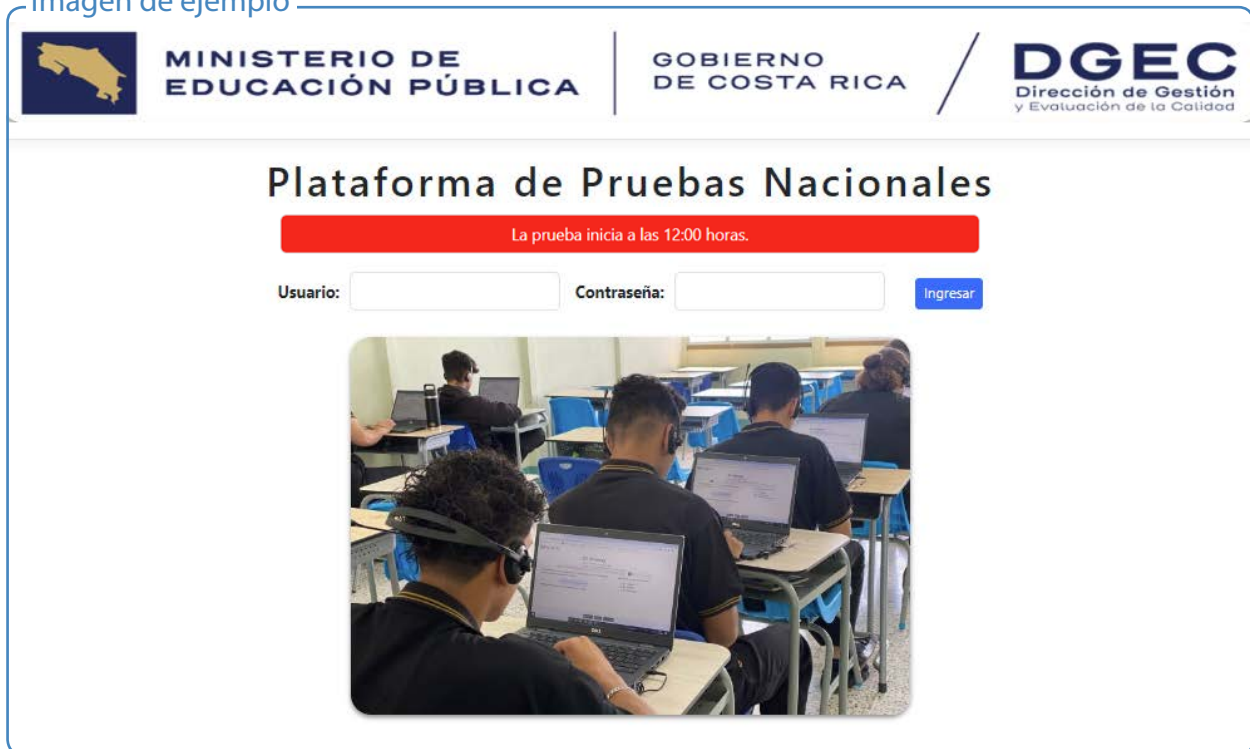 Imagen de ejemplo
MINISTERIO DE
EDUCACIÓN PÚBLICA
GOBIERNO
DE COSTA RICA
DGEC
Dirección de Gestión
y Evaluación de la Calidad
Plataforma de Pruebas Nacionales
La prueba inicia a las 12:00 horas.
Usuario:
Contraseña:
Ingresar